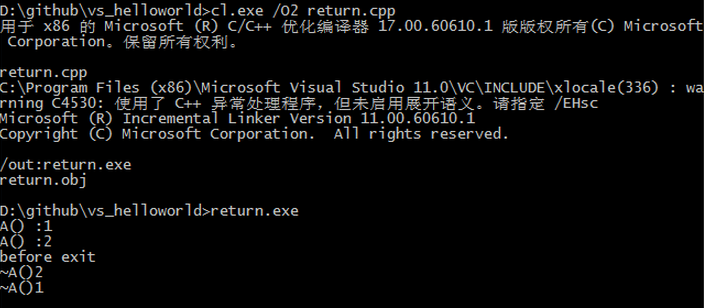 D:\github\vs_helloworld>cl.exe /O2 return.cpp
用于 x86 的 Microsoft (R) C/C++ 优化编译器 17.00.60610.1 版版权所有(C) Microsoft
 Corporation。保留所有权利。
return.cpp
C:\Program Files (x86)\Microsoft Visual Studio 11.0\VC\INCLUDE\xlocale(336) : wa
rning C4530: 使用了 C++ 异常处理程序，但未启用展开语义。请指定 /EHsc
Microsoft (R) Incremental Linker Version 11.00.60610.1
Copyright (C) Microsoft Corporation.  All rights reserved.
/out:return.exe
return.obj
D:\github\vs_helloworld>return.exe
A() :1
A() :2
before exit
~A()2
~A()1